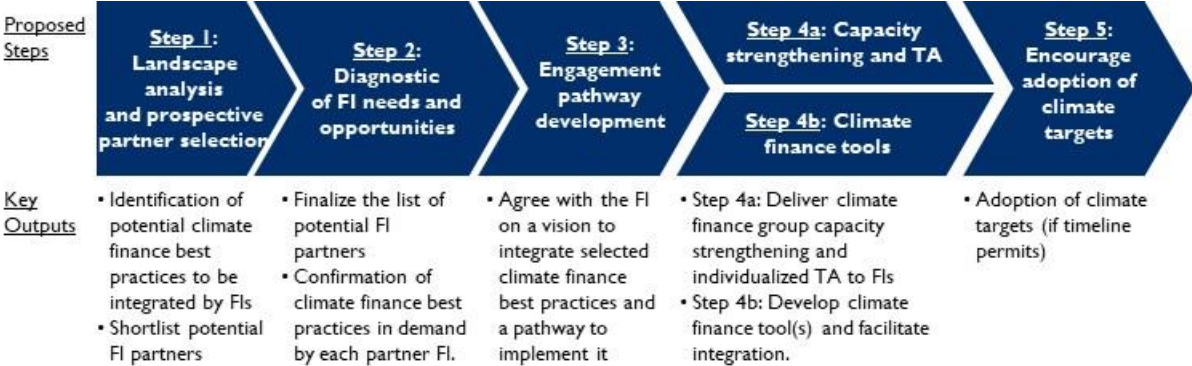 Proposed
Steps
Step 1:
Landscape
analysis
and prospective
partner selection
Step 2:
Diagnostic
of FI needs and
opportunities
Step 3:
Engagement
pathway
development
Step 4a: Capacity
strengthening and TA
Step 4b: Climate
finance tools
Step 5:
Encourage
adoption of
climate
targets
Key
Outputs
• Identification of
potential climate
finance best
practices to be
integrated by FIs
• Shortlist potential
FI partners
• Finalize the list of
potential FI
partners
• Confirmation of
climate finance best
practices in demand
by each partner FI.
• Agree with the FI
on a vision to
integrate selected
climate finance
best practices and
a pathway to
implement it
• Step 4a: Deliver climate
finance group capacity
strengthening and
individualized TA to FIs
• Step 4b: Develop climate
finance tool(s) and facilitate
integration.
• Adoption of climate
targets (if timeline
permits)